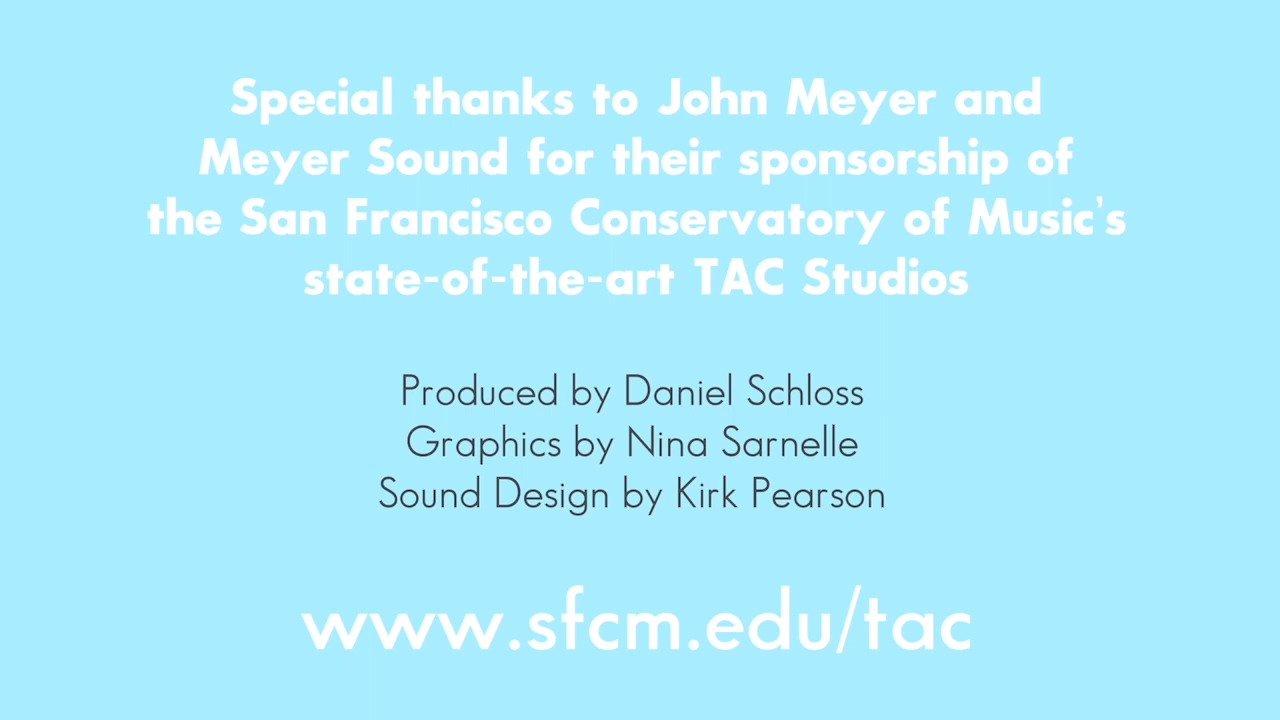 Special thanks to John Meyer and
Meyer Sound for their sponsorship of
the San Francisco Conservatory of Music's
state-of-the-art TAC Studios
Produced by Daniel Schloss
Graphics by Nina Sarnelle
Sound Design by Kirk Pearson
www.sfcm.edu/tac